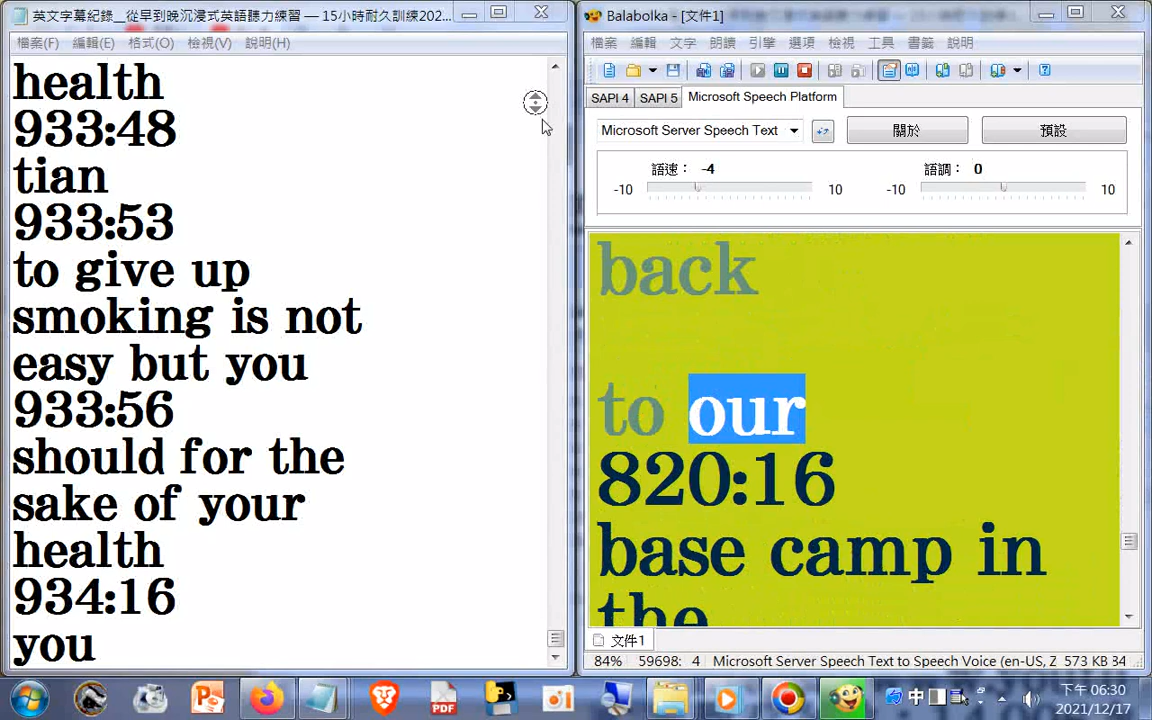 英文字幕紀錄__從早到晚沉浸式英語聽力練習 — 15小時耐久訓練202...
檔案(F) 編輯(E) 格式(O) 檢視(V) 說明(H)
health
933:48
tian
933:53
to give up
smoking is not
easy but you
933:56
should for the
sake of your
health
934:16
you
Balabolka - [文件1]
檔案 編輯 文字 朗讀 引擎 選項 檢視 工具 書籤 說明
SAPI 4 SAPI 5 Microsoft Speech Platform
Microsoft Server Speech Text 關於 預設
語速： -4 語調： 0
-10 10 -10 10
back
to our
820:16
base camp in
the
文件1
84% 59698: 4 Microsoft Server Speech Text to Speech Voice (en-US, Z 573 KB 34
PDF
中
下午 06:30
2021/12/17